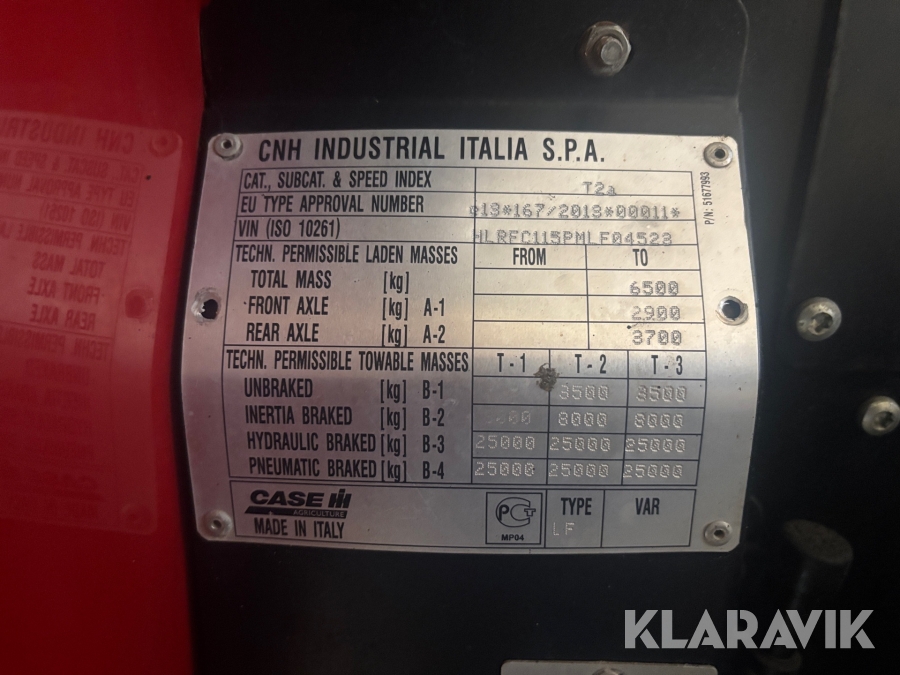 CNH INDUSTRIAL ITALIA S.P.A.
P/N: 51677993
CAT., SUBCAT. & SPEED INDEX T2a
EU TYPE APPROVAL NUMBER e13*167/2013*00011*
VIN (ISO 10261) HLRFC115PMLF04523
TECHN. PERMISSIBLE LADEN MASSES FROM TO
TOTAL MASS [kg] 6500
FRONT AXLE [kg] A-1 2900
REAR AXLE [kg] A-2 3700
TECHN. PERMISSIBLE TOWABLE MASSES T-1 T-2 T-3
UNBRAKED [kg] B-1 3500 3500
INERTIA BRAKED [kg] B-2 8000 8000
HYDRAULIC BRAKED [kg] B-3 25000 25000 25000
PNEUMATIC BRAKED [kg] B-4 25000 25000 25000
CASE IH
AGRICULTURE
MADE IN ITALY
PCT
MP04
TYPE VAR
LF
KLARAVIK